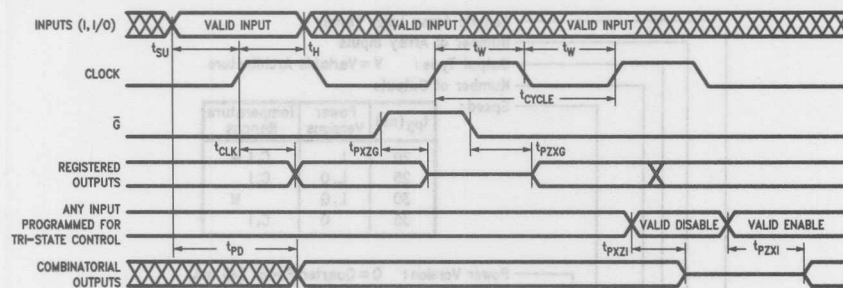 INPUTS (I, I/O)
VALID INPUT
VALID INPUT
VALID INPUT
tSU
tH
tW
tW
CLOCK
tCYCLE
G̅
tCLK
tPXZG
tPZXG
REGISTERED
OUTPUTS
ANY INPUT
PROGRAMMED FOR
TRI-STATE CONTROL
VALID DISABLE
VALID ENABLE
tPD
tPXZI
tPZXI
COMBINATORIAL
OUTPUTS